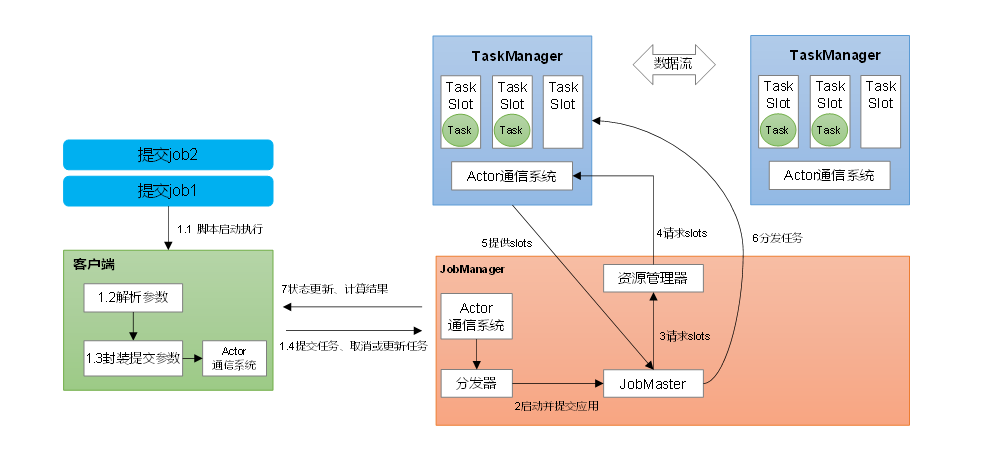 TaskManager
Task
Slot
Task
Task
Slot
Task
Task
Slot
Actor通信系统
数据流
TaskManager
Task
Slot
Task
Task
Slot
Task
Task
Slot
Actor通信系统
提交job2
提交job1
1.1 脚本启动执行
客户端
1.2解析参数
1.3封装提交参数
Actor
通信系统
7状态更新、计算结果
1.4提交任务、取消或更新任务
5提供slots
4请求slots
6分发任务
JobManager
资源管理器
Actor
通信系统
3请求slots
分发器
JobMaster
2启动并提交应用